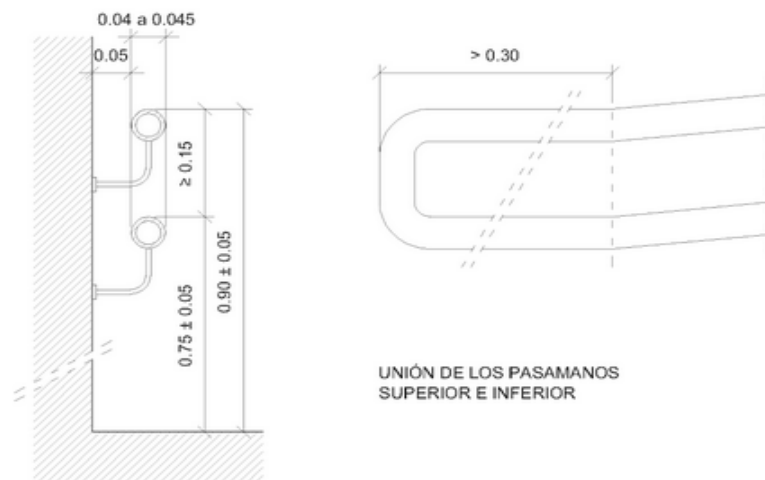 0.04 a 0.045
0.05
≥ 0.15
0.75 ± 0.05
0.90 ± 0.05
> 0.30
UNIÓN DE LOS PASAMANOS
SUPERIOR E INFERIOR